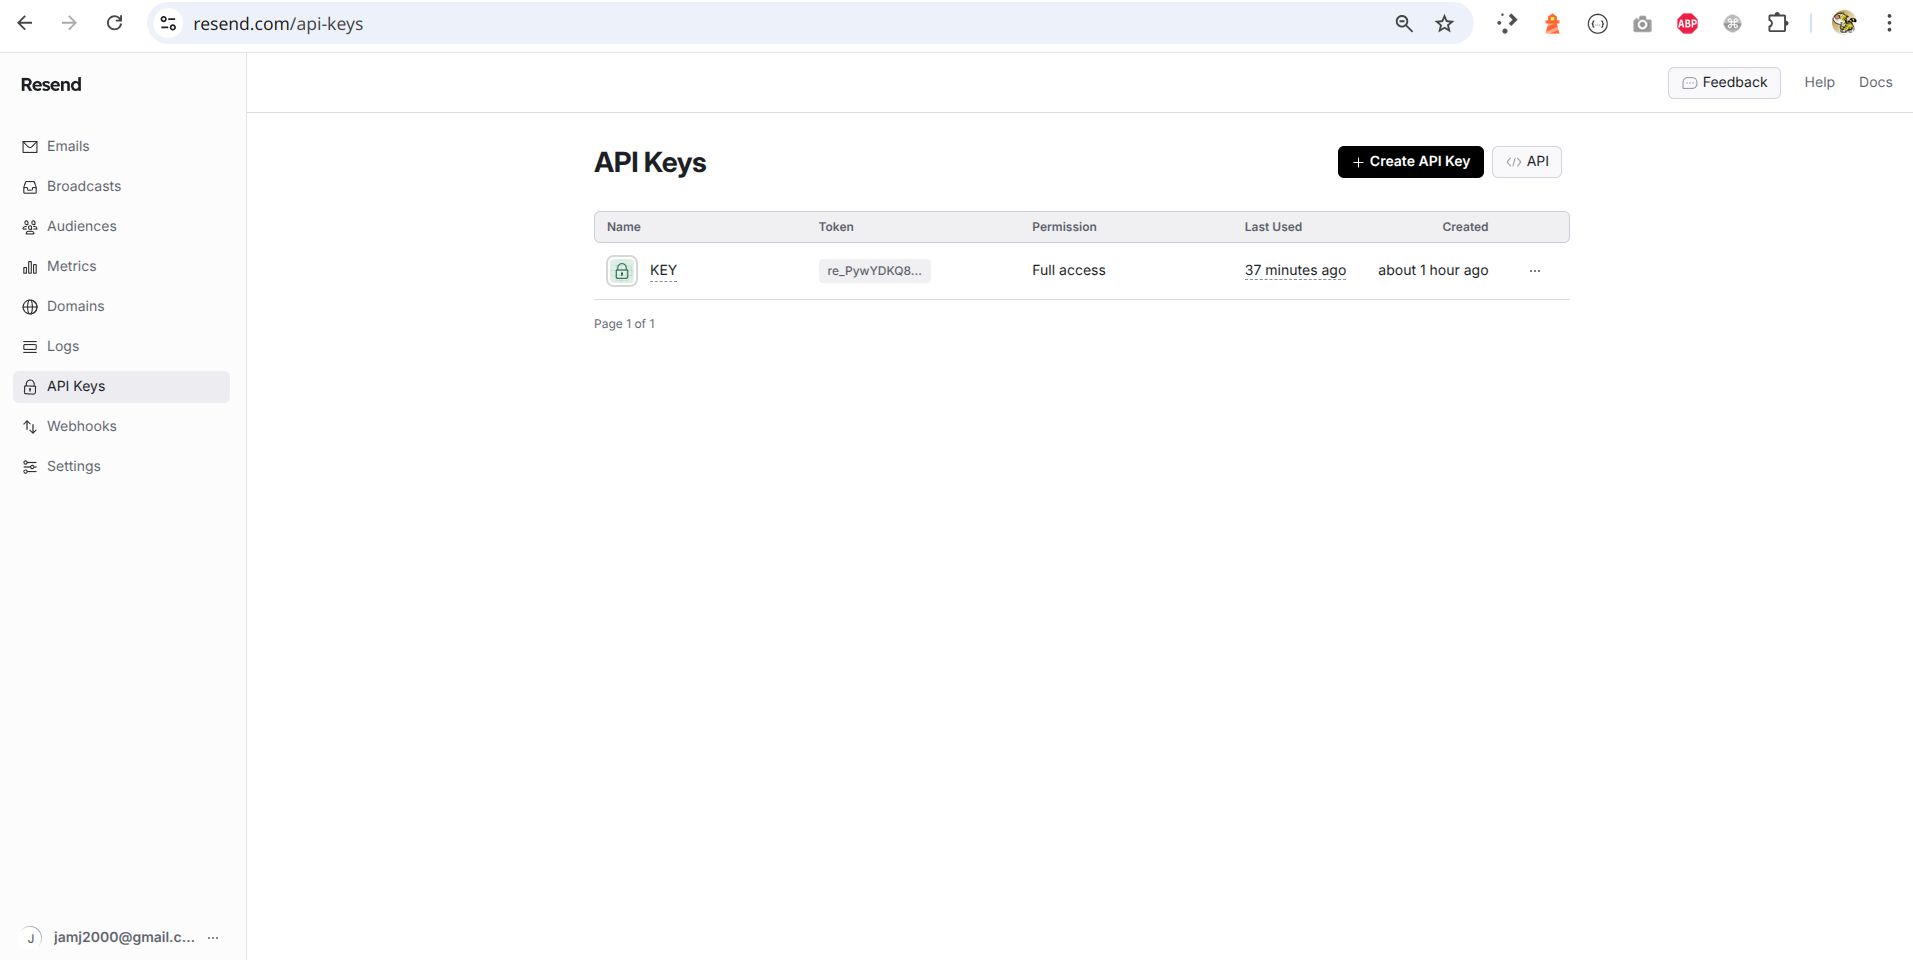 resend.com/api-keys
ABP
Resend
Feedback
Help
Docs
Emails
Broadcasts
Audiences
Metrics
Domains
Logs
API Keys
Webhooks
Settings
API Keys
+ Create API Key
</> API
Name Token Permission Last Used Created
KEY re_PywYDKQ8... Full access 37 minutes ago about 1 hour ago ...
Page 1 of 1
J jamj2000@gmail.c... ...